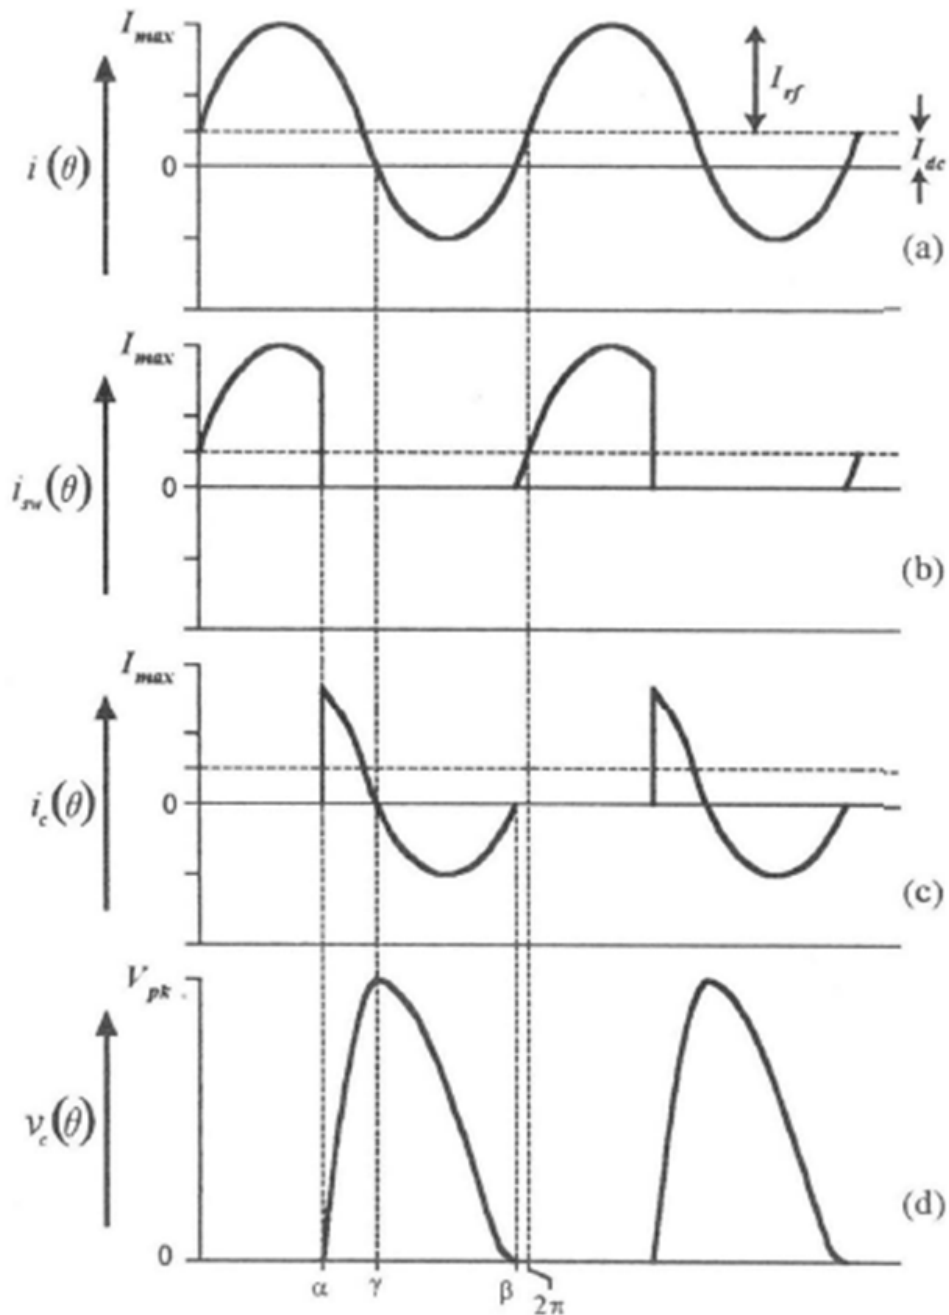 I_max
I_rf
I_dc
i(θ)
0
(a)
I_max
i_sw(θ)
0
(b)
I_max
i_c(θ)
0
(c)
V_pk
v_c(θ)
0
(d)
α γ β 2π